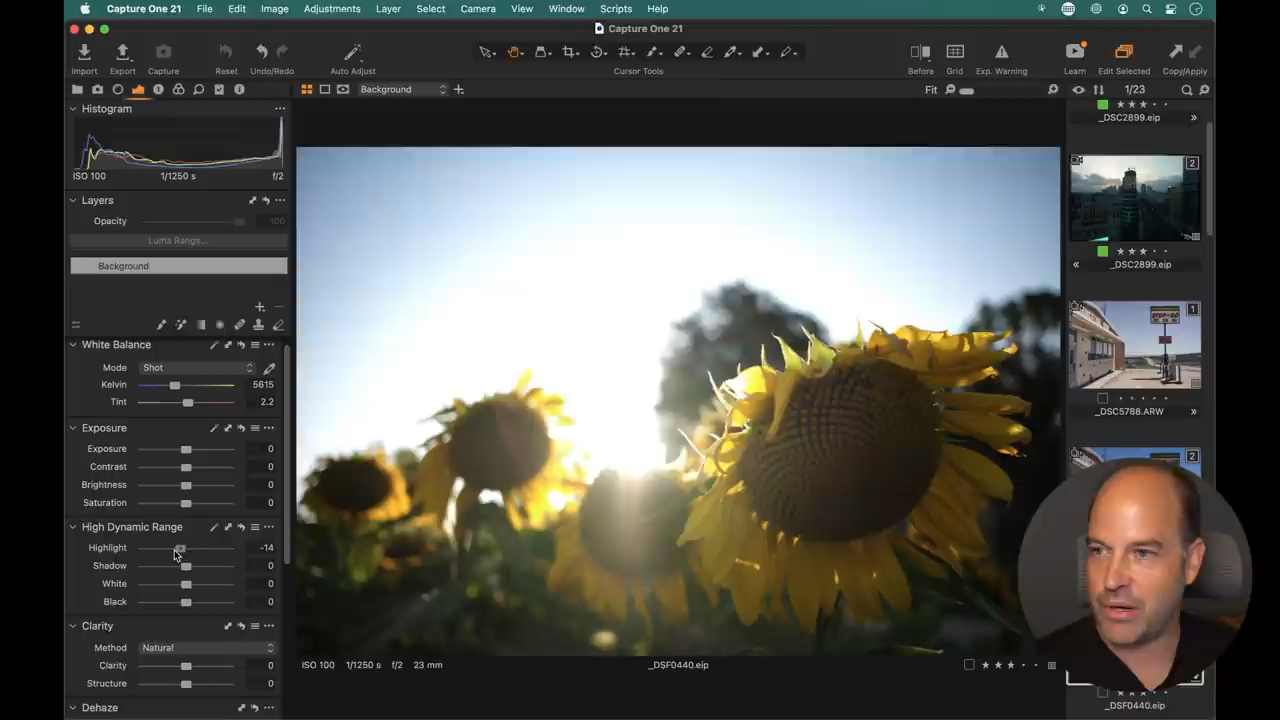 Capture One 21 File Edit Image Adjustments Layer Select Camera View Window Scripts Help
Capture One 21
Import Export Capture Reset Undo/Redo Auto Adjust Cursor Tools Before Grid Exp. Warning Learn Edit Selected Copy/Apply
Background Fit 1/23
Histogram
ISO 100 1/1250 s f/2
Layers
Opacity 100
Luma Range...
Background
White Balance
Mode Shot
Kelvin 5615
Tint 2.2
Exposure
Exposure 0
Contrast 0
Brightness 0
Saturation 0
High Dynamic Range
Highlight -14
Shadow 0
White 0
Black 0
Clarity
Method Natural
Clarity 0
Structure 0
Dehaze
ISO 100 1/1250 s f/2 23 mm _DSF0440.eip
_DSC2899.eip
2
_DSC2899.eip
1
STOP
_DSC5788.ARW
2
_DSF0440.eip